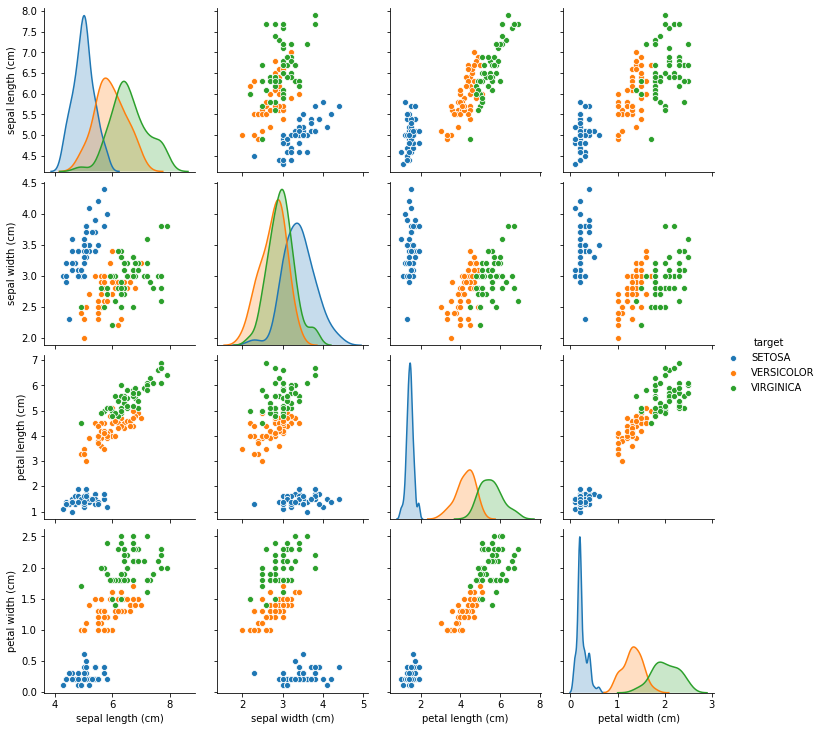 8.0
7.5
7.0
6.5
6.0
5.5
5.0
4.5
sepal length (cm)
4.5
4.0
3.5
3.0
2.5
2.0
sepal width (cm)
target
SETOSA
VERSICOLOR
VIRGINICA
7
6
5
4
3
2
1
petal length (cm)
2.5
2.0
1.5
1.0
0.5
0.0
petal width (cm)
4 6 8
sepal length (cm)
2 3 4 5
sepal width (cm)
2 4 6 8
petal length (cm)
0 1 2 3
petal width (cm)